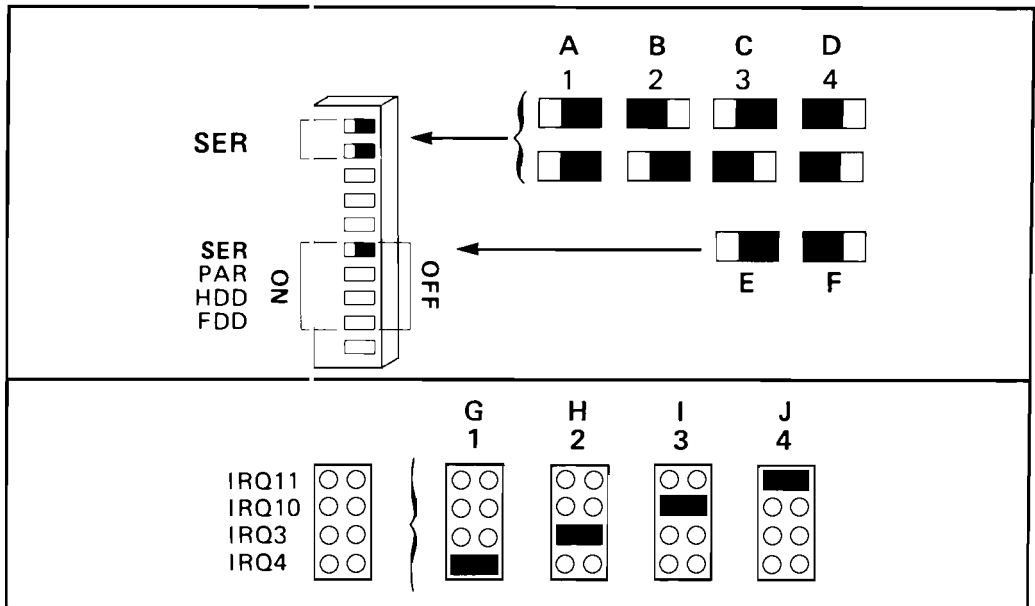 A B C D
1 2 3 4
SER
SER
PAR
HDD
FDD
ON
OFF
E F
G H I J
1 2 3 4
IRQ11
IRQ10
IRQ3
IRQ4